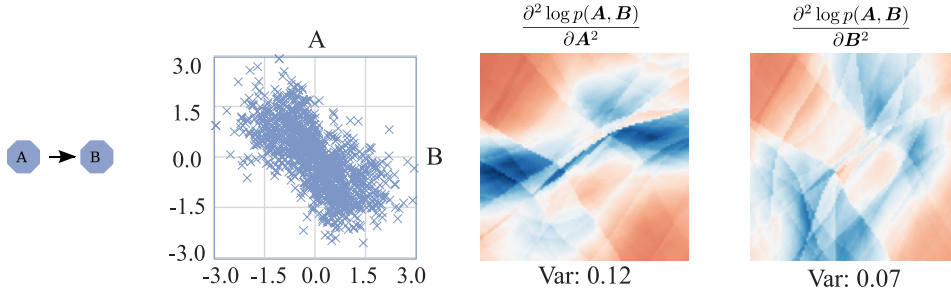 A
B
A
B
3.0
1.5
0.0
-1.5
-3.0
-3.0
-1.5
0.0
1.5
3.0
∂² log p(A, B)
∂A²
Var: 0.12
∂² log p(A, B)
∂B²
Var: 0.07